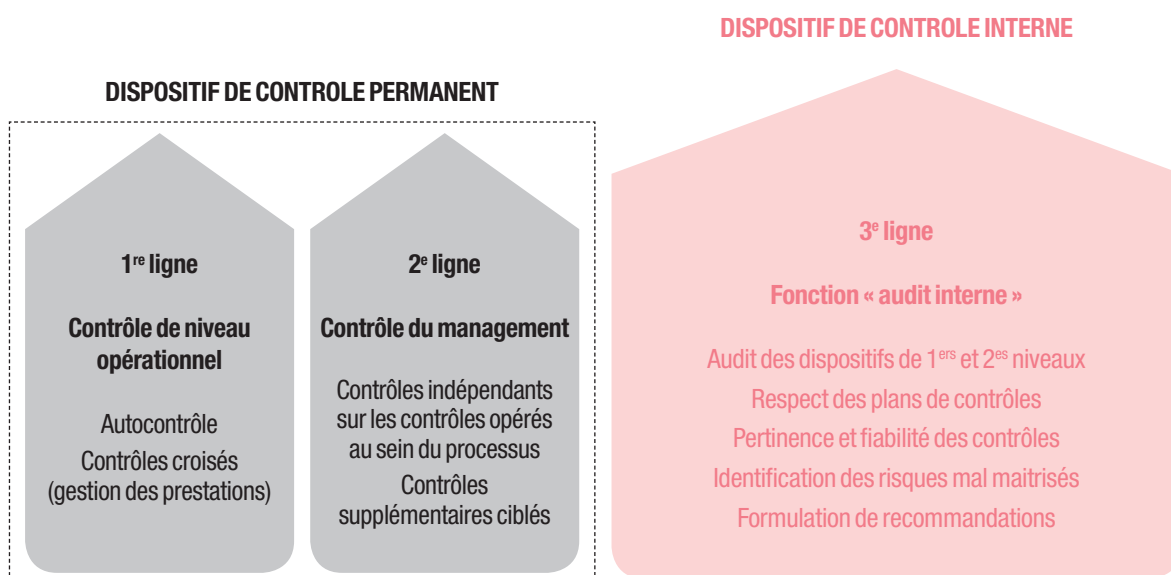 DISPOSITIF DE CONTROLE INTERNE
DISPOSITIF DE CONTROLE PERMANENT
1re ligne
Contrôle de niveau
opérationnel
Autocontrôle
Contrôles croisés
(gestion des prestations)
2e ligne
Contrôle du management
Contrôles indépendants
sur les contrôles opérés
au sein du processus
Contrôles
supplémentaires ciblés
3e ligne
Fonction « audit interne »
Audit des dispositifs de 1ers et 2es niveaux
Respect des plans de contrôles
Pertinence et fiabilité des contrôles
Identification des risques mal maitrisés
Formulation de recommandations